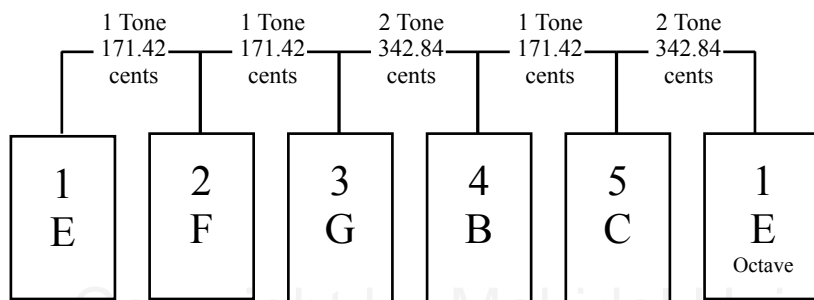 1 Tone 1 Tone 2 Tone 1 Tone 2 Tone
171.42 171.42 342.84 171.42 342.84
cents cents cents cents cents
1 2 3 4 5 1
E F G B C E
Octave